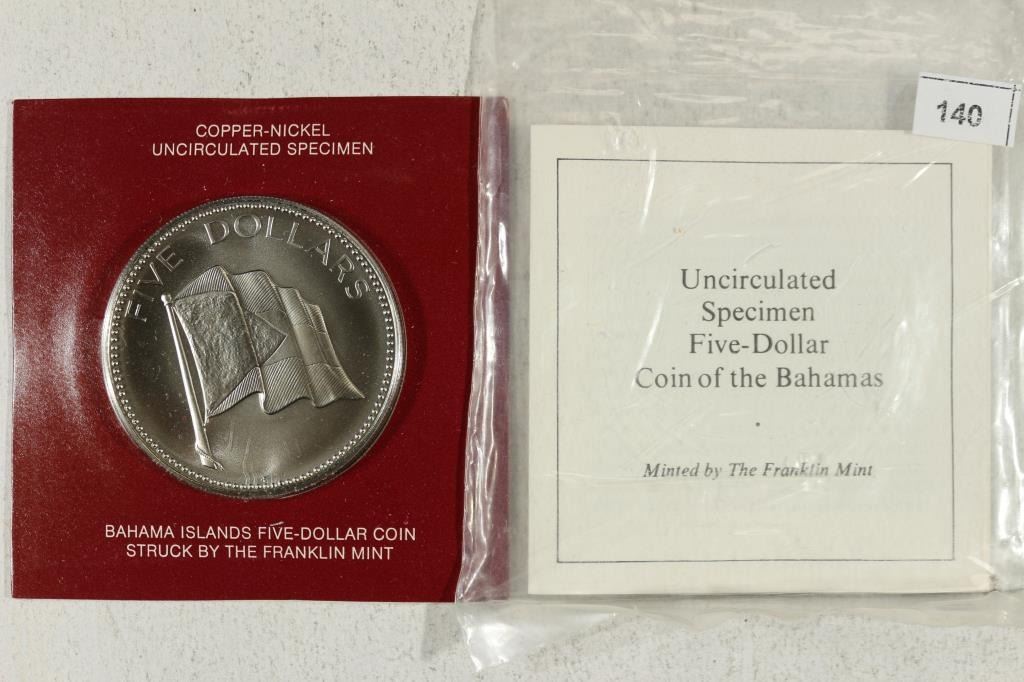 COPPER-NICKEL
UNCIRCULATED SPECIMEN
FIVE DOLLARS
BAHAMA ISLANDS FIVE-DOLLAR COIN
STRUCK BY THE FRANKLIN MINT
140
Uncirculated
Specimen
Five-Dollar
Coin of the Bahamas
Minted by The Franklin Mint